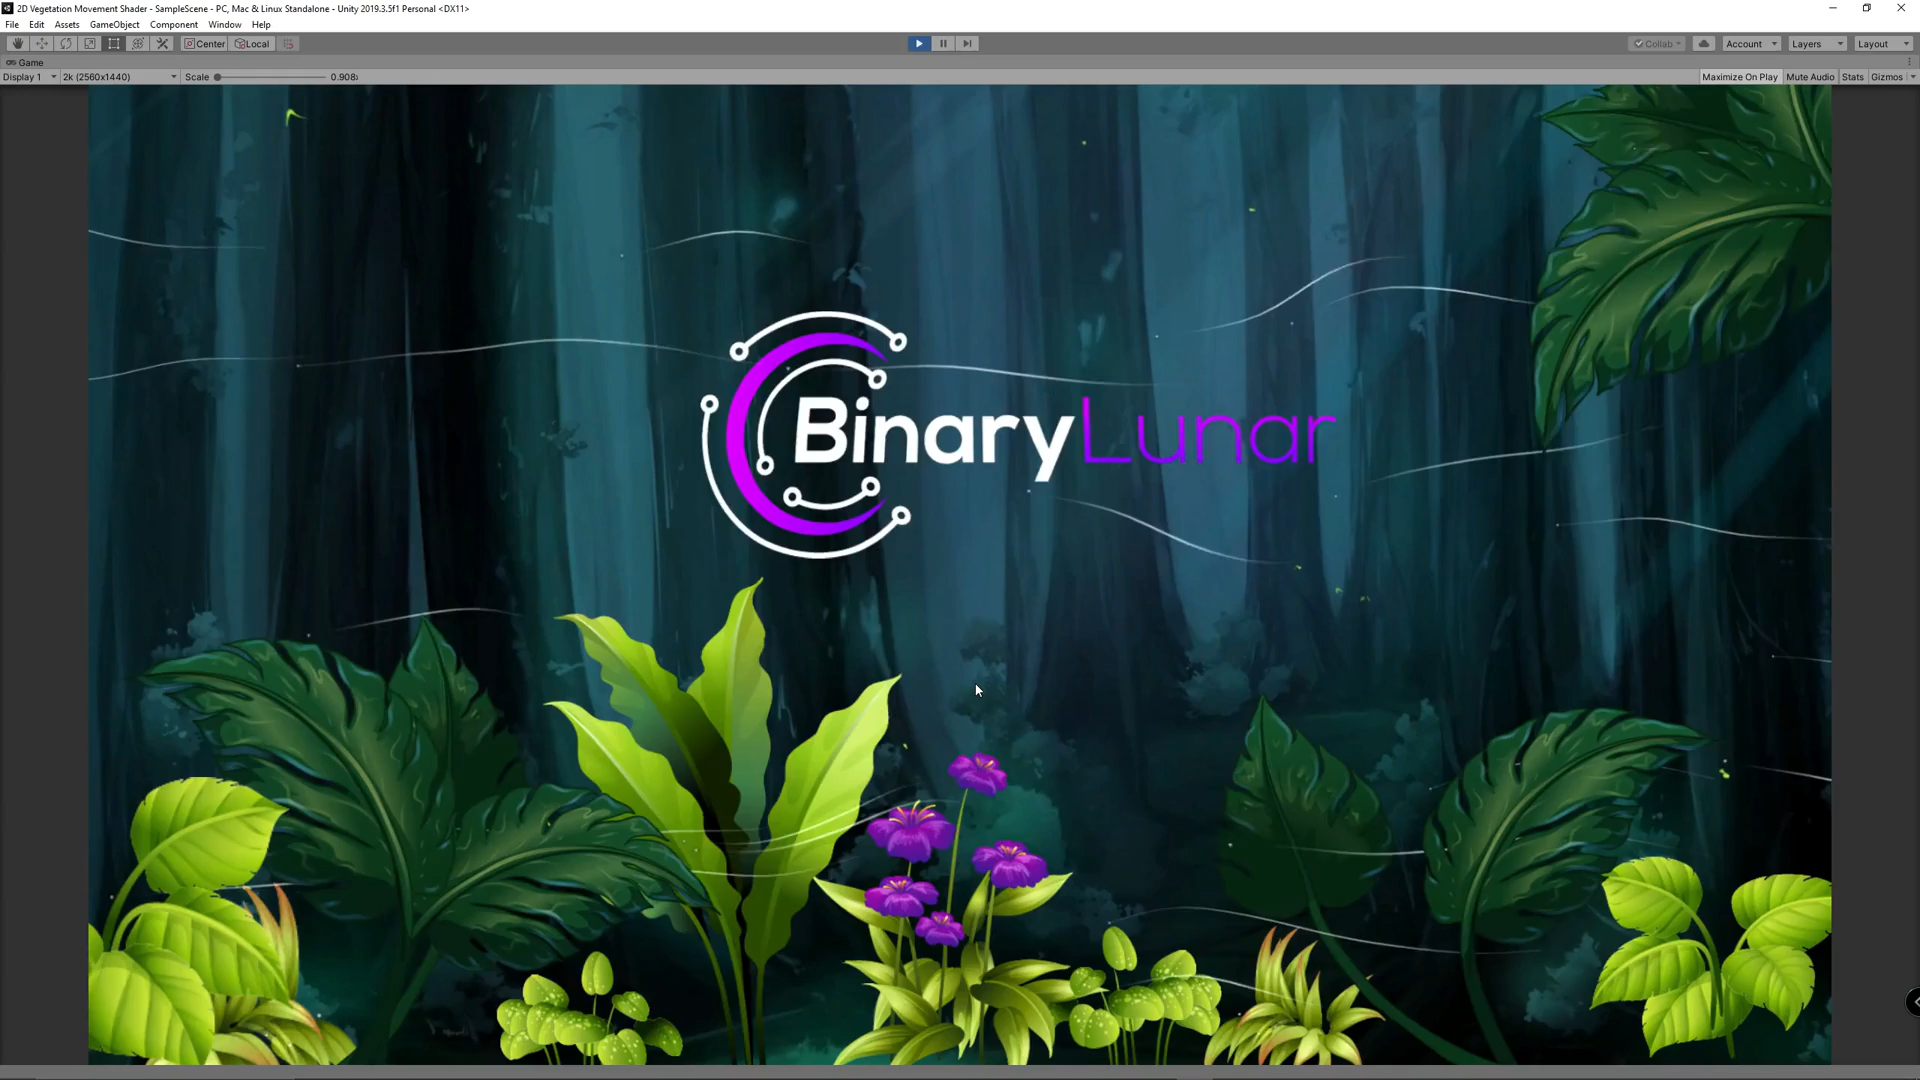 2D Vegetation Movement Shader - SampleScene - PC, Mac & Linux Standalone - Unity 2019.3.5f1 Personal <DX11>
File Edit Assets GameObject Component Window Help
Center Local Collab Account Layers Layout
Game
Display 1 2k (2560x1440) Scale 0.908x Maximize On Play Mute Audio Stats Gizmos
BinaryLunar